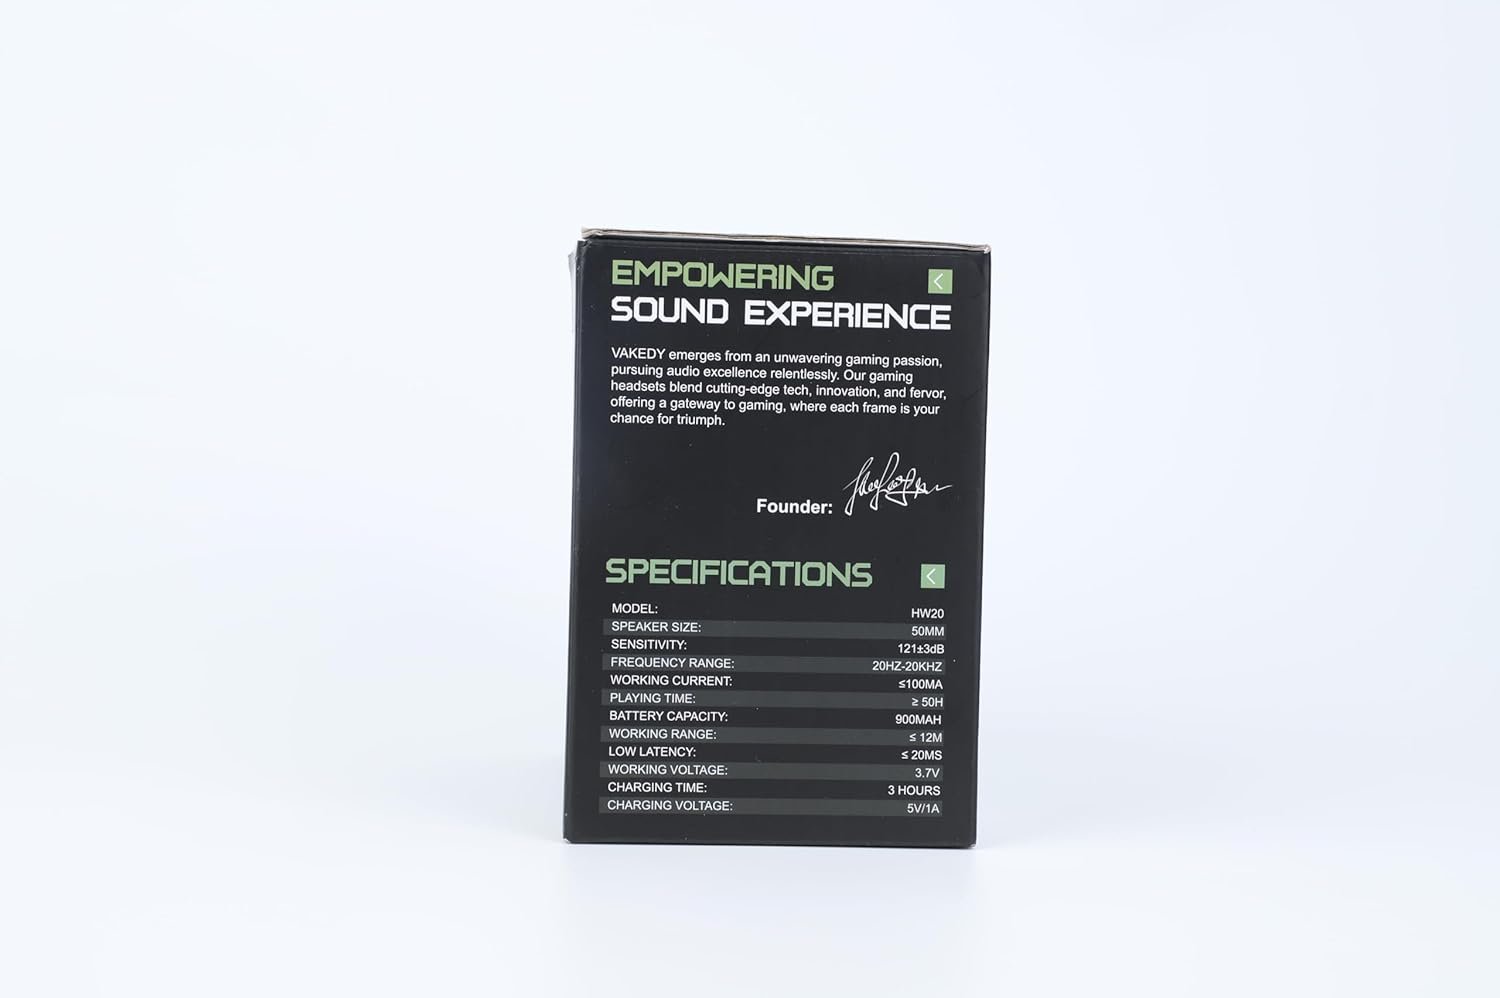 EMPOWERING
SOUND EXPERIENCE
VAKEDY emerges from an unwavering gaming passion,
pursuing audio excellence relentlessly. Our gaming
headsets blend cutting-edge tech, innovation, and fervor,
offering a gateway to gaming, where each frame is your
chance for triumph.
Founder:
SPECIFICATIONS
MODEL: HW20
SPEAKER SIZE: 50MM
SENSITIVITY: 121±3dB
FREQUENCY RANGE: 20HZ-20KHZ
WORKING CURRENT: ≤100MA
PLAYING TIME: ≥ 50H
BATTERY CAPACITY: 900MAH
WORKING RANGE: ≤ 12M
LOW LATENCY: ≤ 20MS
WORKING VOLTAGE: 3.7V
CHARGING TIME: 3 HOURS
CHARGING VOLTAGE: 5V/1A